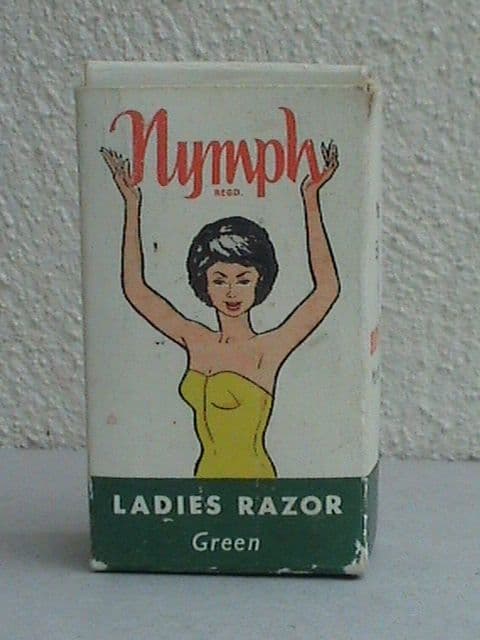 Nymph
REGD.
LADIES RAZOR
Green